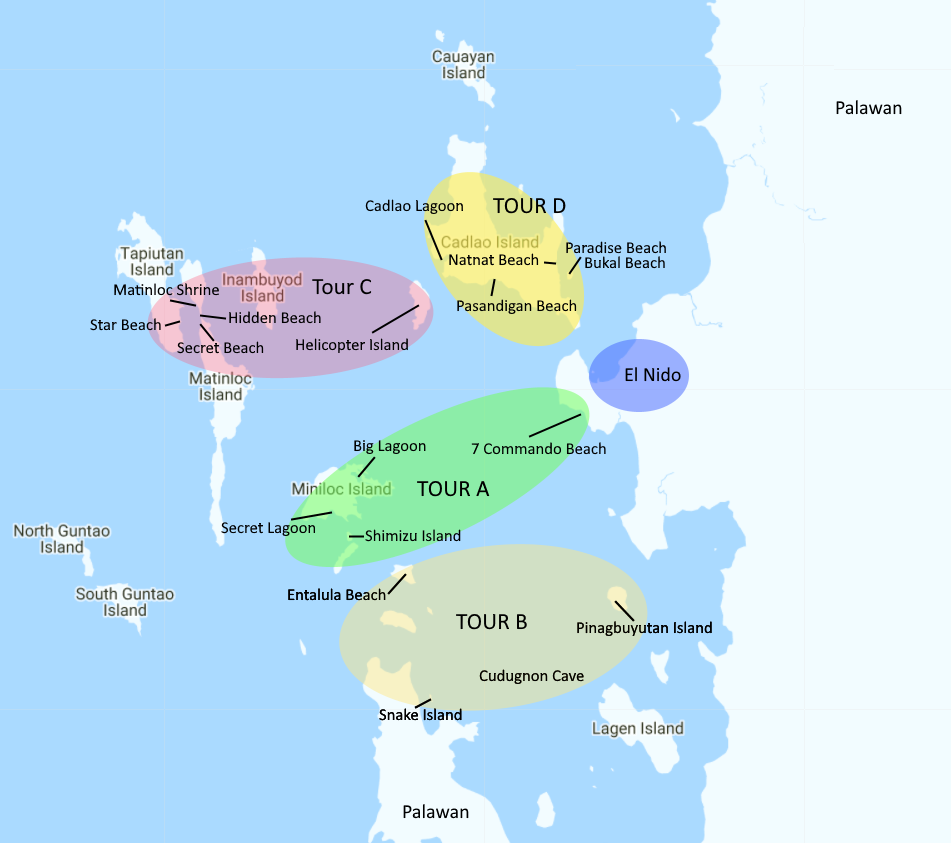 Cauayan
Island
Palawan
Cadlao Lagoon
TOUR D
Cadlao Island
Natnat Beach
Paradise Beach
Bukal Beach
Pasandigan Beach
Tapiutan
Island
Inambuyod
Island
Tour C
Matinloc Shrine
Hidden Beach
Star Beach
Secret Beach
Helicopter Island
Matinloc
Island
El Nido
Big Lagoon
7 Commando Beach
Miniloc Island
TOUR A
Secret Lagoon
Shimizu Island
North Guntao
Island
South Guntao
Island
Entalula Beach
TOUR B
Pinagbuyutan Island
Cudugnon Cave
Snake Island
Lagen Island
Palawan